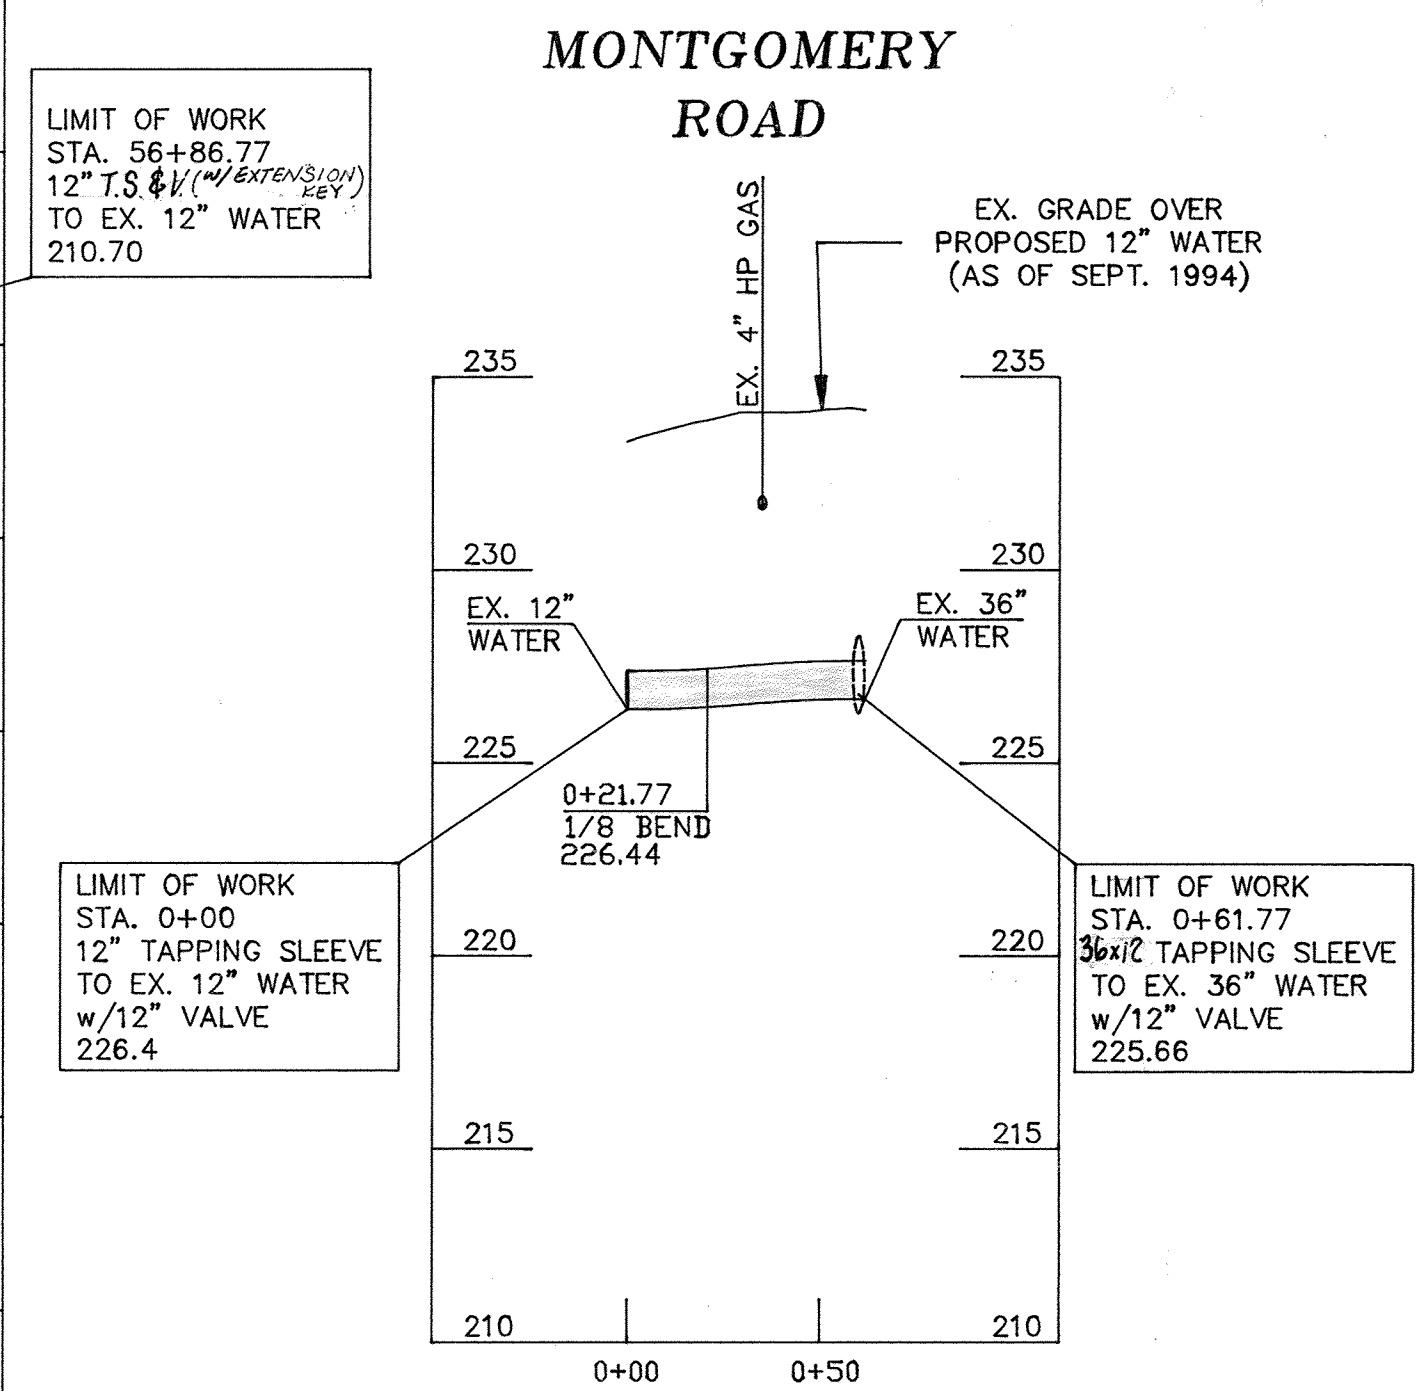 MONTGOMERY
ROAD
LIMIT OF WORK
STA. 56+86.77
12" T.S. & V. (W/EXTENSION KEY)
TO EX. 12" WATER
210.70
EX. 4" HP GAS
EX. GRADE OVER
PROPOSED 12" WATER
(AS OF SEPT. 1994)
235
235
230
230
EX. 12"
WATER
EX. 36"
WATER
225
225
0+21.77
1/8 BEND
226.44
LIMIT OF WORK
STA. 0+00
12" TAPPING SLEEVE
TO EX. 12" WATER
w/12" VALVE
226.4
220
220
LIMIT OF WORK
STA. 0+61.77
36x12 TAPPING SLEEVE
TO EX. 36" WATER
w/12" VALVE
225.66
215
215
210
210
0+00
0+50